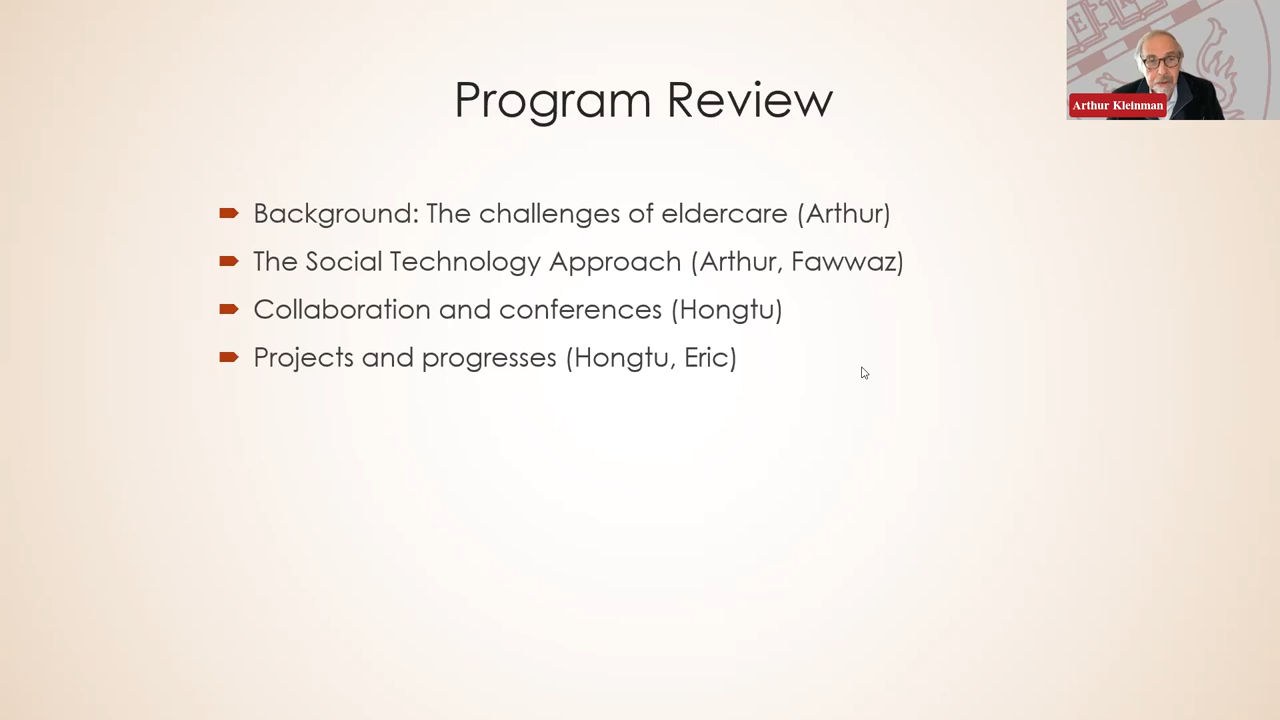 Program Review
Arthur Kleinman
Background: The challenges of eldercare (Arthur)
The Social Technology Approach (Arthur, Fawwaz)
Collaboration and conferences (Hongtu)
Projects and progresses (Hongtu, Eric)